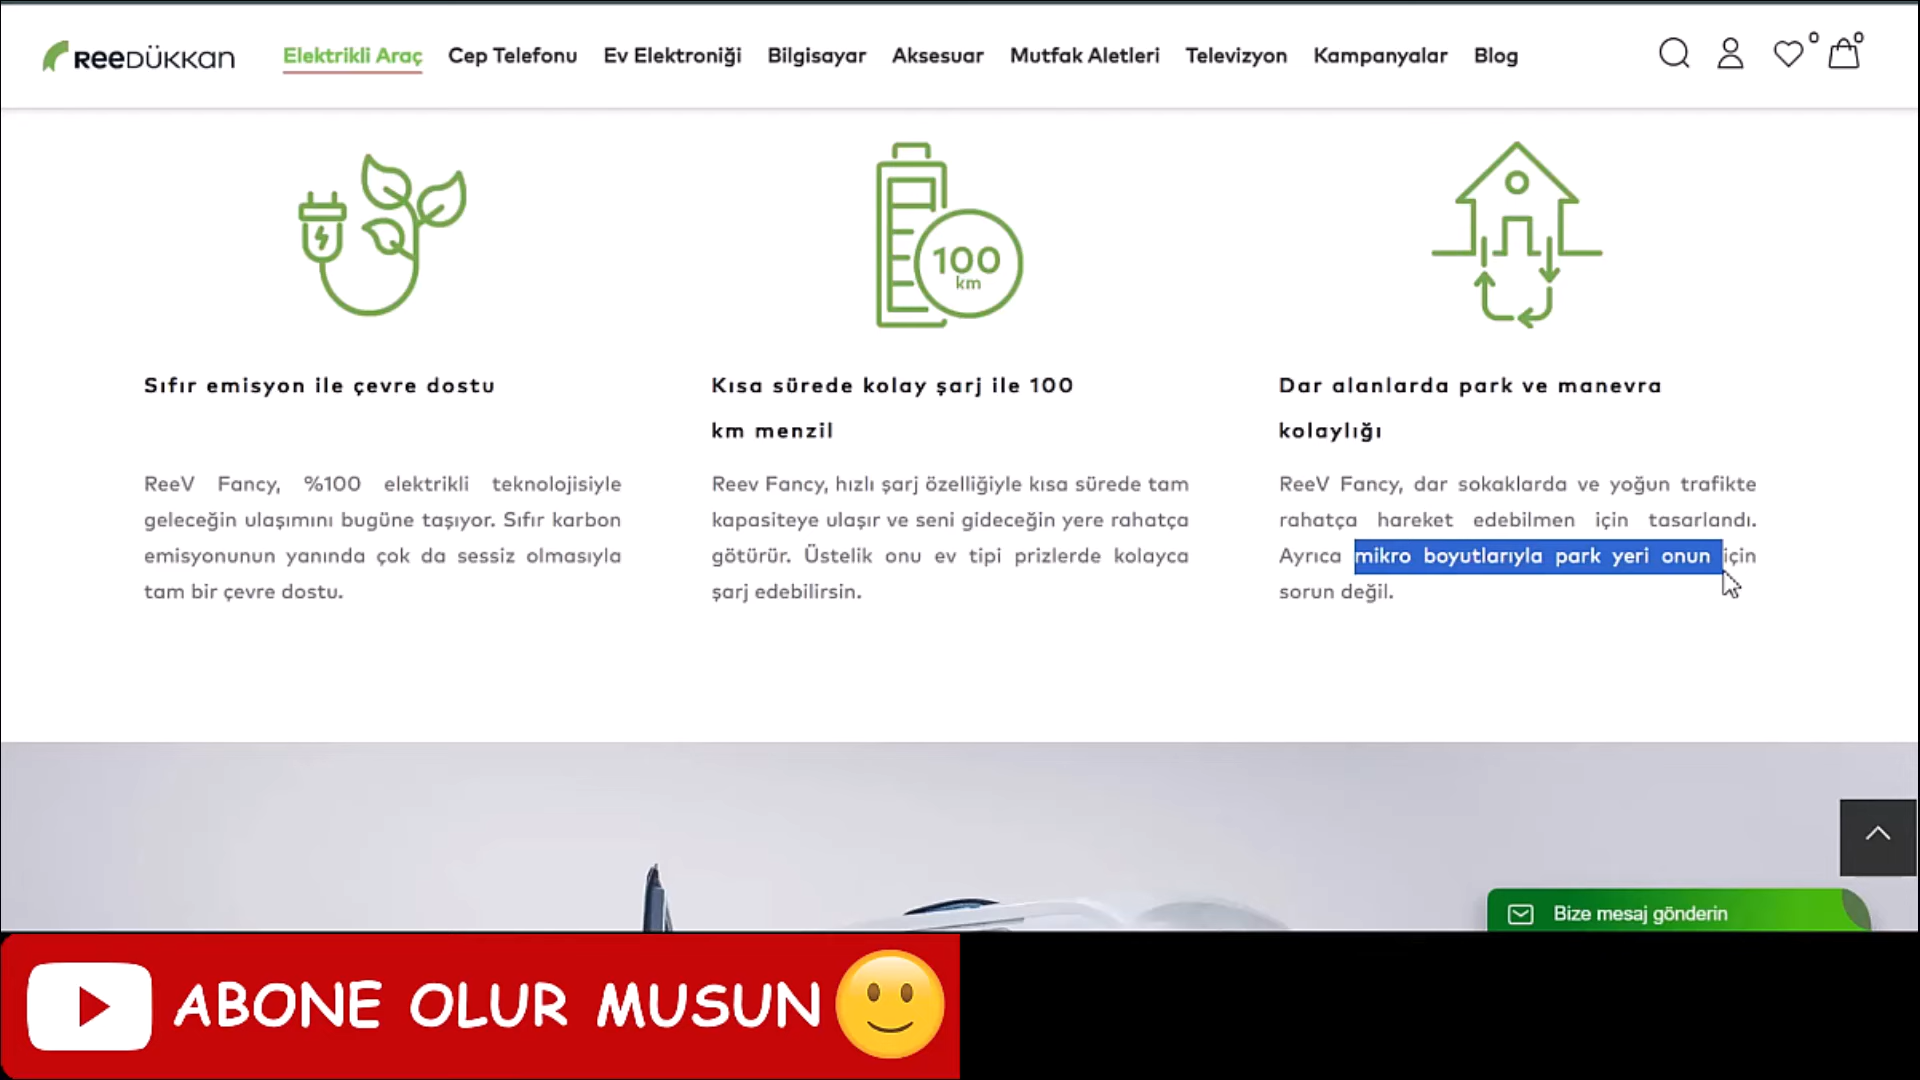 REEDÜKKAN
Elektrikli Araç Cep Telefonu Ev Elektroniği Bilgisayar Aksesuar Mutfak Aletleri Televizyon Kampanyalar Blog
0
0
100
km
Sıfır emisyon ile çevre dostu
ReeV Fancy, %100 elektrikli teknolojisiyle
geleceğin ulaşımını bugüne taşıyor. Sıfır karbon
emisyonunun yanında çok da sessiz olmasıyla
tam bir çevre dostu.
Kısa sürede kolay şarj ile 100
km menzil
Reev Fancy, hızlı şarj özelliğiyle kısa sürede tam
kapasiteye ulaşır ve seni gideceğin yere rahatça
götürür. Üstelik onu ev tipi prizlerde kolayca
şarj edebilirsin.
Dar alanlarda park ve manevra
kolaylığı
ReeV Fancy, dar sokaklarda ve yoğun trafikte
rahatça hareket edebilmen için tasarlandı.
Ayrıca mikro boyutlarıyla park yeri onun için
sorun değil.
Bize mesaj gönderin
ABONE OLUR MUSUN